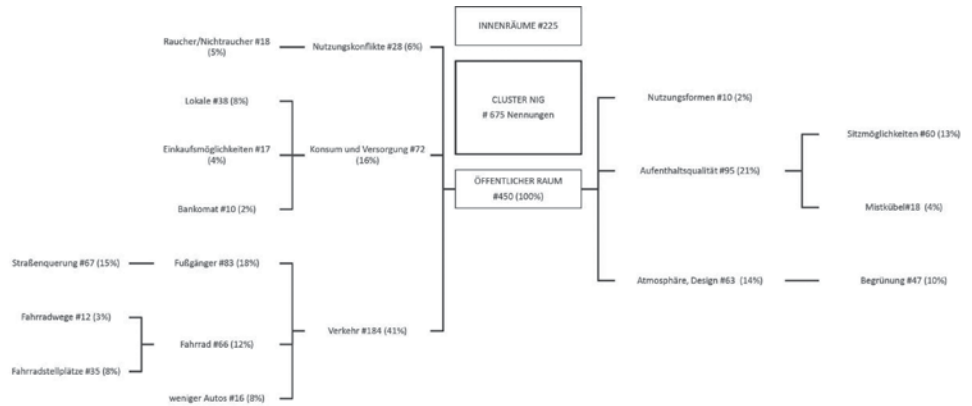 INNENRÄUME #225
Raucher/Nichtraucher #18
(5%)
Nutzungskonflikte #28 (6%)
CLUSTER NIG
# 675 Nennungen
Lokale #38 (8%)
Einkaufsmöglichkeiten #17
(4%)
Konsum und Versorgung #72
(16%)
Bankomat #10 (2%)
ÖFFENTLICHER RAUM
#450 (100%)
Nutzungsformen #10 (2%)
Sitzmöglichkeiten #60 (13%)
Aufenthaltsqualität #95 (21%)
Mistkübel#18 (4%)
Straßenquerung #67 (15%)
Fußgänger #83 (18%)
Atmosphäre, Design #63 (14%)
Begrünung #47 (10%)
Fahrradwege #12 (3%)
Fahrrad #66 (12%)
Verkehr #184 (41%)
Fahrradstellplätze #35 (8%)
weniger Autos #16 (8%)